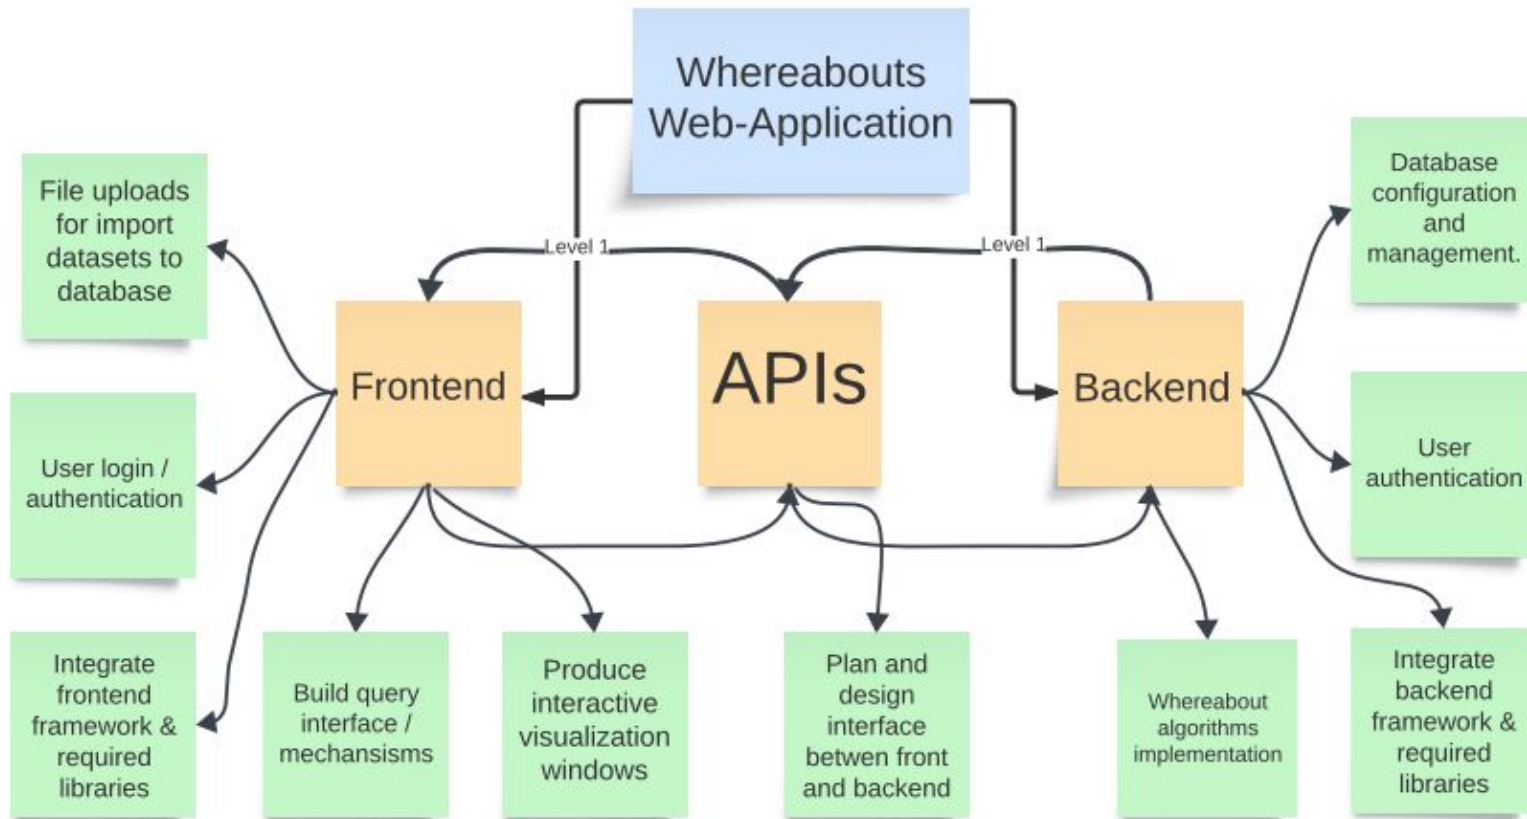 Whereabouts
Web-Application
Level 1
Level 1
File uploads
for import
datasets to
database
Frontend
APIs
Backend
Database
configuration
and
management.
User login /
authentication
User
authentication
Integrate
frontend
framework &
required
libraries
Build query
interface /
mechansisms
Produce
interactive
visualization
windows
Plan and
design
interface
betwen front
and backend
Whereabout
algorithms
implementation
Integrate
backend
framework &
required
libraries